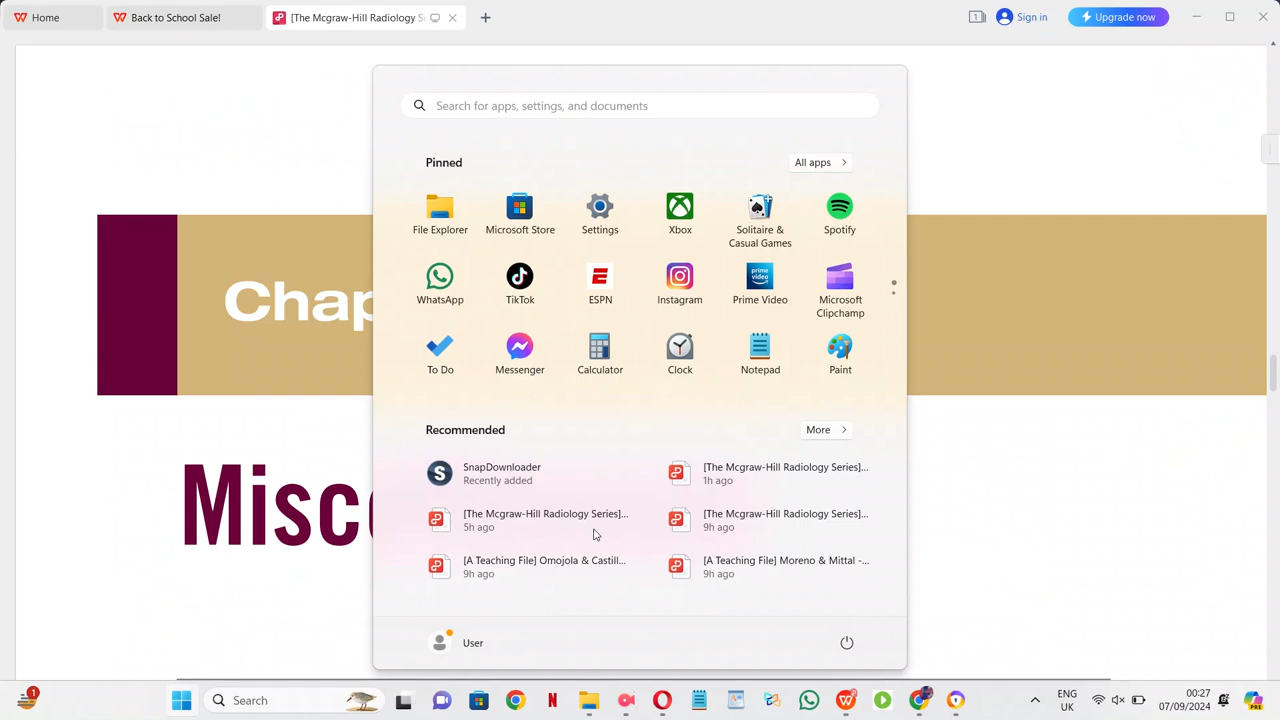 Home
Back to School Sale!
[The Mcgraw-Hill Radiology S
1
Sign in
Upgrade now
Search for apps, settings, and documents
Pinned
All apps
File Explorer
Microsoft Store
Settings
Xbox
Solitaire &
Casual Games
Spotify
Chap
WhatsApp
TikTok
ESPN
Instagram
prime video
Prime Video
Microsoft
Clipchamp
To Do
Messenger
Calculator
Clock
Notepad
Paint
Recommended
More
SnapDownloader
Recently added
[The Mcgraw-Hill Radiology Series]...
1h ago
Misc
[The Mcgraw-Hill Radiology Series]...
5h ago
[The Mcgraw-Hill Radiology Series]...
9h ago
[A Teaching File] Omojola & Castill...
9h ago
[A Teaching File] Moreno & Mittal -...
9h ago
User
1
Search
ENG
UK
00:27
07/09/2024
PRE